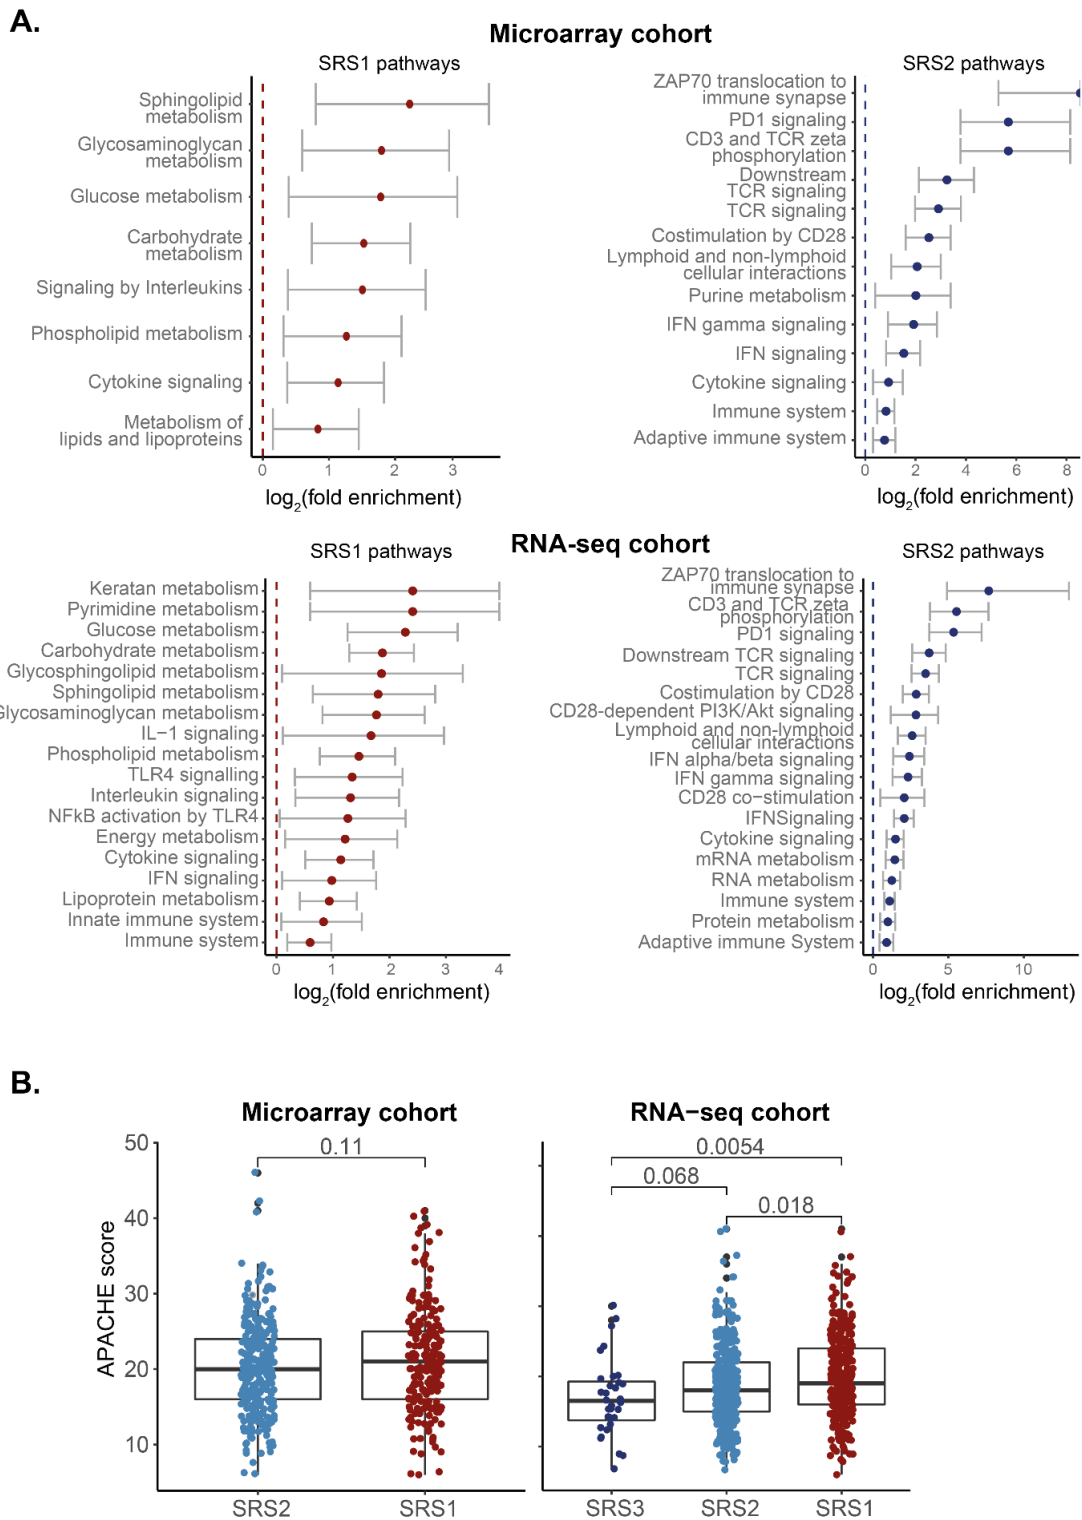 A.
Microarray cohort
SRS1 pathways
Sphingolipid
metabolism
Glycosaminoglycan
metabolism
Glucose metabolism
Carbohydrate
metabolism
Signaling by Interleukins
Phospholipid metabolism
Cytokine signaling
Metabolism of
lipids and lipoproteins
0 1 2 3
log2(fold enrichment)
SRS2 pathways
ZAP70 translocation to
immune synapse
PD1 signaling
CD3 and TCR zeta
phosphorylation
Downstream
TCR signaling
TCR signaling
Costimulation by CD28
Lymphoid and non-lymphoid
cellular interactions
Purine metabolism
IFN gamma signaling
IFN signaling
Cytokine signaling
Immune system
Adaptive immune system
0 2 4 6 8
log2(fold enrichment)
RNA-seq cohort
SRS1 pathways
Keratan metabolism
Pyrimidine metabolism
Glucose metabolism
Carbohydrate metabolism
Glycosphingolipid metabolism
Sphingolipid metabolism
Glycosaminoglycan metabolism
IL−1 signaling
Phospholipid metabolism
TLR4 signalling
Interleukin signaling
NFkB activation by TLR4
Energy metabolism
Cytokine signaling
IFN signaling
Lipoprotein metabolism
Innate immune system
Immune system
0 1 2 3 4
log2(fold enrichment)
SRS2 pathways
ZAP70 translocation to
immune synapse
CD3 and TCR zeta
phosphorylation
PD1 signaling
Downstream TCR signaling
TCR signaling
Costimulation by CD28
CD28-dependent PI3K/Akt signaling
Lymphoid and non-lymphoid
cellular interactions
IFN alpha/beta signaling
IFN gamma signaling
CD28 co−stimulation
IFNSignaling
Cytokine signaling
mRNA metabolism
RNA metabolism
Immune system
Protein metabolism
Adaptive immune System
0 5 10
log2(fold enrichment)
B.
Microarray cohort
APACHE score
50
40
30
20
10
0.11
SRS2 SRS1
RNA−seq cohort
0.0054
0.068
0.018
SRS3 SRS2 SRS1